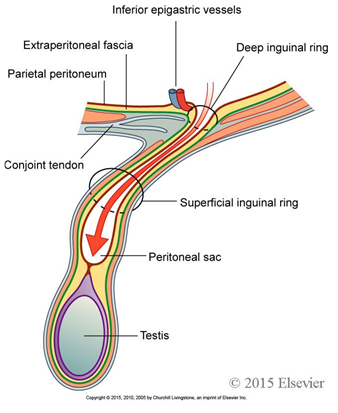 Inferior epigastric vessels
Extraperitoneal fascia
Deep inguinal ring
Parietal peritoneum
Conjoint tendon
Superficial inguinal ring
Peritoneal sac
Testis
© 2015 Elsevier
Copyright © 2015, 2010, 2005 by Churchill Livingstone, an imprint of Elsevier Inc.